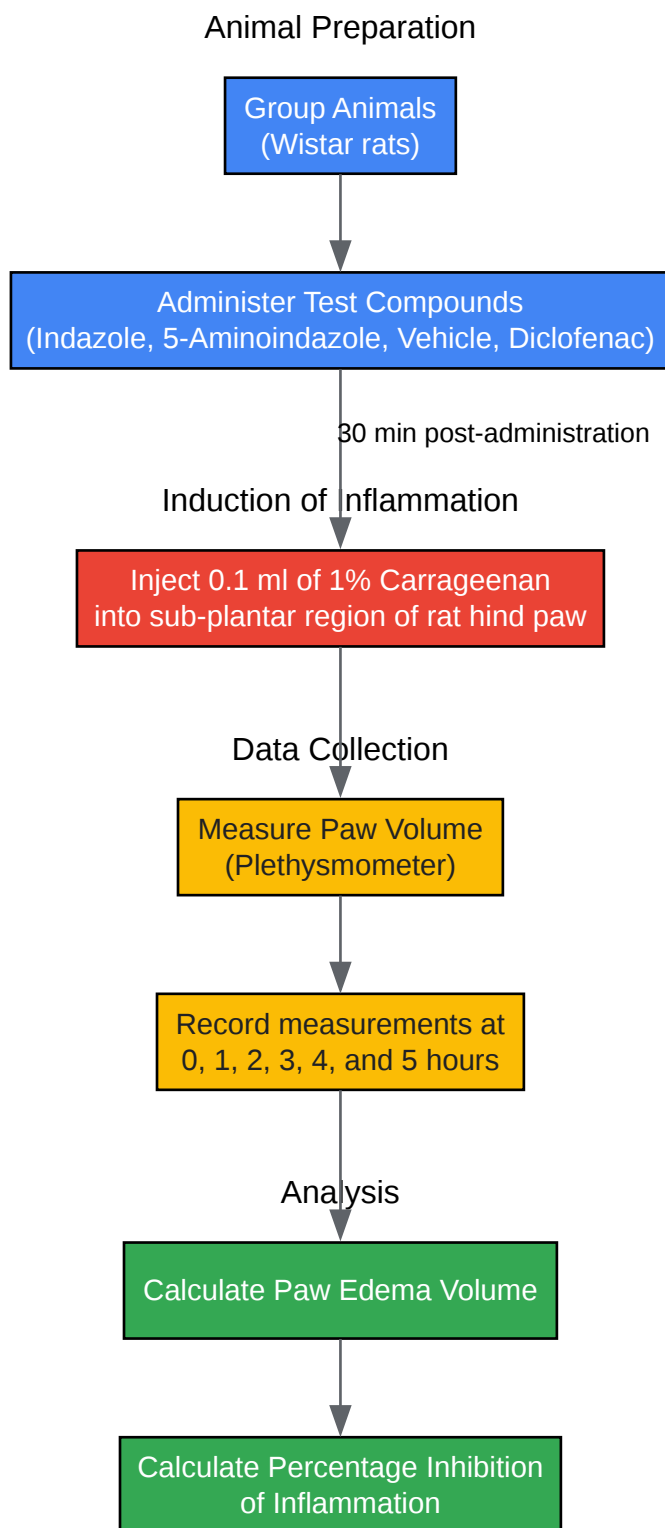 Animal Preparation
Group Animals
(Wistar rats)
Administer Test Compounds
(Indazole, 5-Aminoindazole, Vehicle, Diclofenac)
30 min post-administration
Induction of Inflammation
Inject 0.1 ml of 1% Carrageenan
into sub-plantar region of rat hind paw
Data Collection
Measure Paw Volume
(Plethysmometer)
Record measurements at
0, 1, 2, 3, 4, and 5 hours
Analysis
Calculate Paw Edema Volume
Calculate Percentage Inhibition
of Inflammation